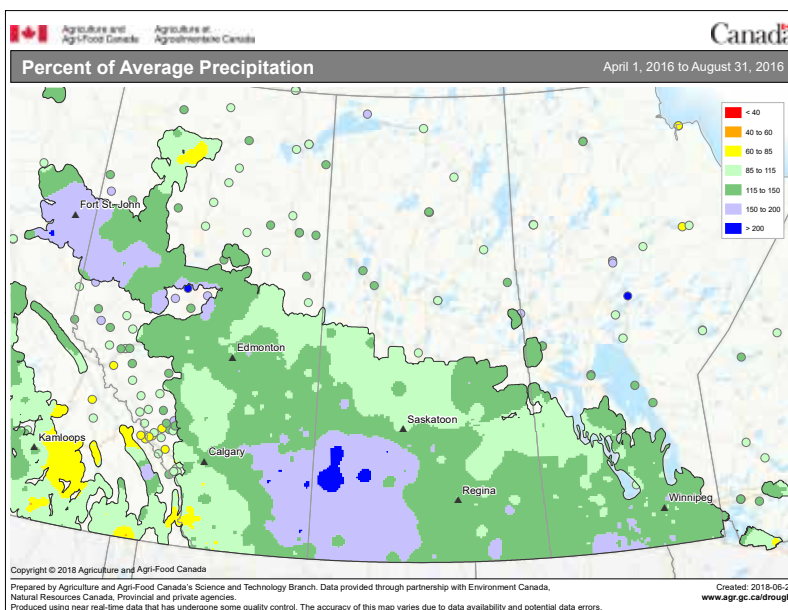 Agriculture and Agriculture et
Agri-Food Canada Agroalimentaire Canada
Canada
Percent of Average Precipitation
April 1, 2016 to August 31, 2016
< 40
40 to 60
60 to 85
85 to 115
115 to 150
150 to 200
> 200
Fort St. John
Edmonton
Saskatoon
Kamloops
Calgary
Regina
Winnipeg
Copyright © 2018 Agriculture and Agri-Food Canada
Prepared by Agriculture and Agri-Food Canada's Science and Technology Branch. Data provided through partnership with Environment Canada,
Natural Resources Canada, Provincial and private agencies.
Produced using near real-time data that has undergone some quality control. The accuracy of this map varies due to data availability and potential data errors.
Created: 2018-06-2
www.agr.gc.ca/drough